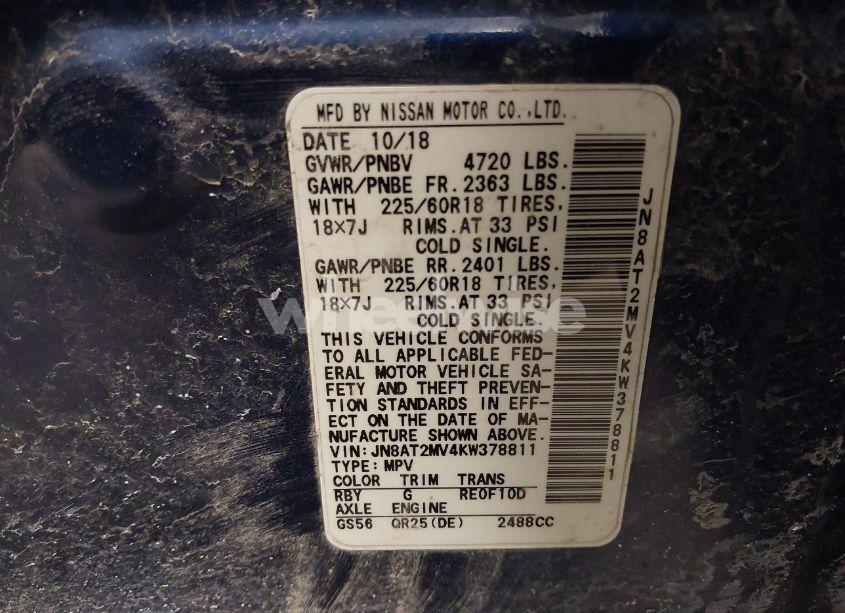 MFD BY NISSAN MOTOR CO.,LTD.
DATE 10/18
GVWR/PNBV 4720 LBS.
GAWR/PNBE FR. 2363 LBS.
WITH 225/60R18 TIRES,
18×7J RIMS. AT 33 PSI
COLD SINGLE.
GAWR/PNBE RR. 2401 LBS.
WITH 225/60R18 TIRES,
18×7J RIMS. AT 33 PSI
COLD SINGLE.
THIS VEHICLE CONFORMS
TO ALL APPLICABLE FED-
ERAL MOTOR VEHICLE SA-
FETY AND THEFT PREVEN-
TION STANDARDS IN EFF-
ECT ON THE DATE OF MA-
NUFACTURE SHOWN ABOVE.
VIN: JN8AT2MV4KW378811
TYPE: MPV
COLOR TRIM TRANS
RBY G RE0F10D
AXLE ENGINE
GS56 QR25(DE) 2488CC
JN8AT2MV4KW378811